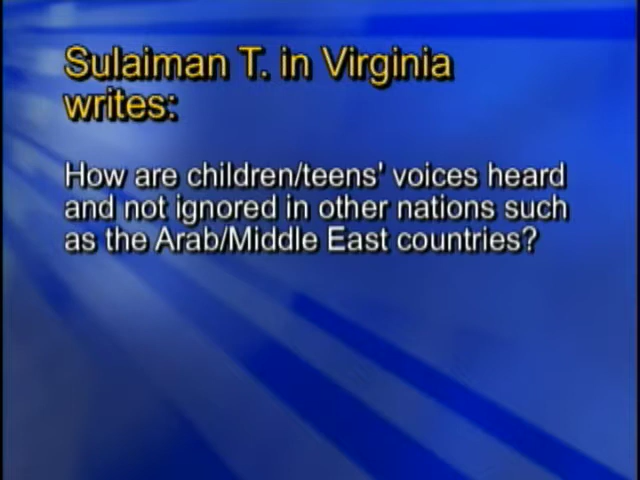 Sulaiman T. in Virginia
writes:
How are children/teens' voices heard
and not ignored in other nations such
as the Arab/Middle East countries?